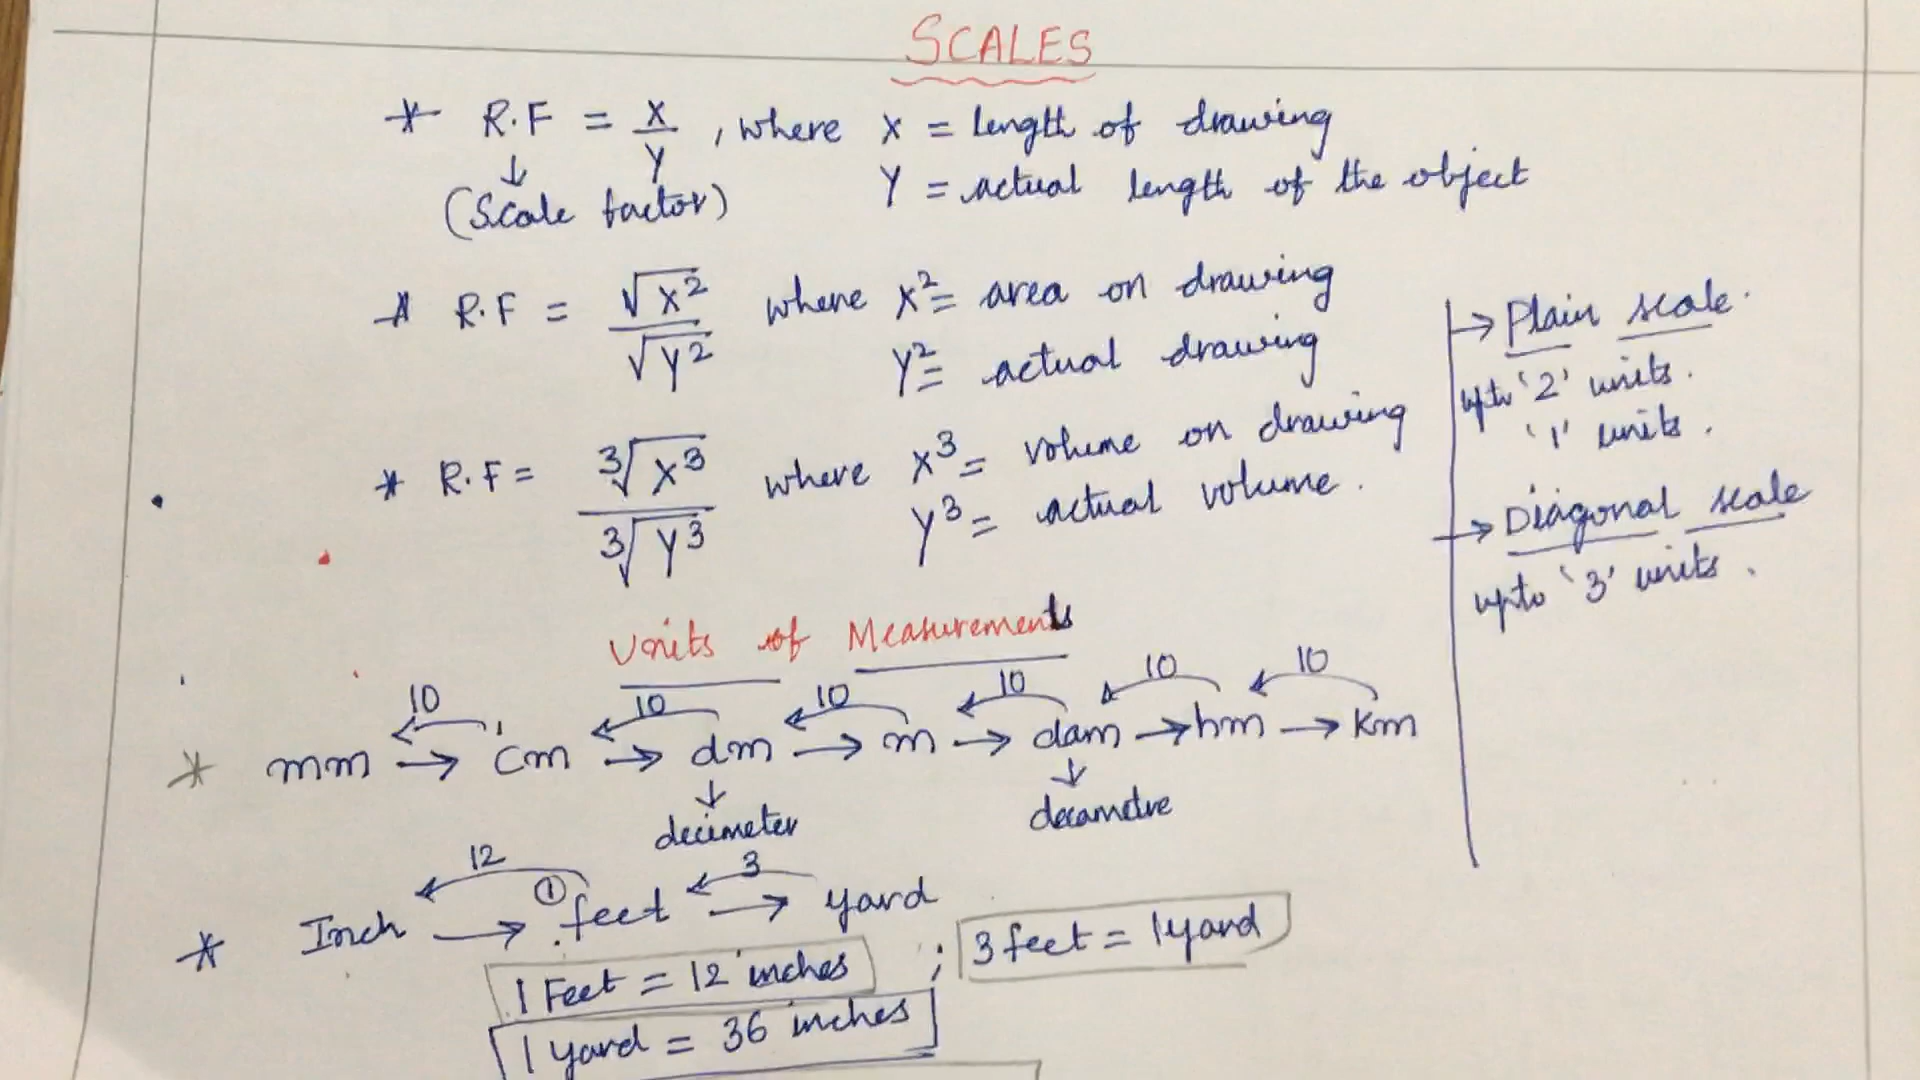 SCALES
* R.F = X/Y , where X = length of drawing
↓
(Scale factor) Y = actual length of the object
* R.F = √X² / √Y² where X² = area on drawing
Y² = actual drawing
* R.F = ³√X³ / ³√Y³ where X³ = volume on drawing
Y³ = actual volume.
→ Plain scale.
upto '2' units.
'1' units.
→ Diagonal scale
upto '3' units.
Units of Measurements
10 10 10 10 10 10
* mm → cm → dm → m → dam → hm → km
↓ ↓
decimeter decametre
12 3
* Inch → ① feet → yard
1 Feet = 12 inches ; 3 feet = 1 yard
1 yard = 36 inches